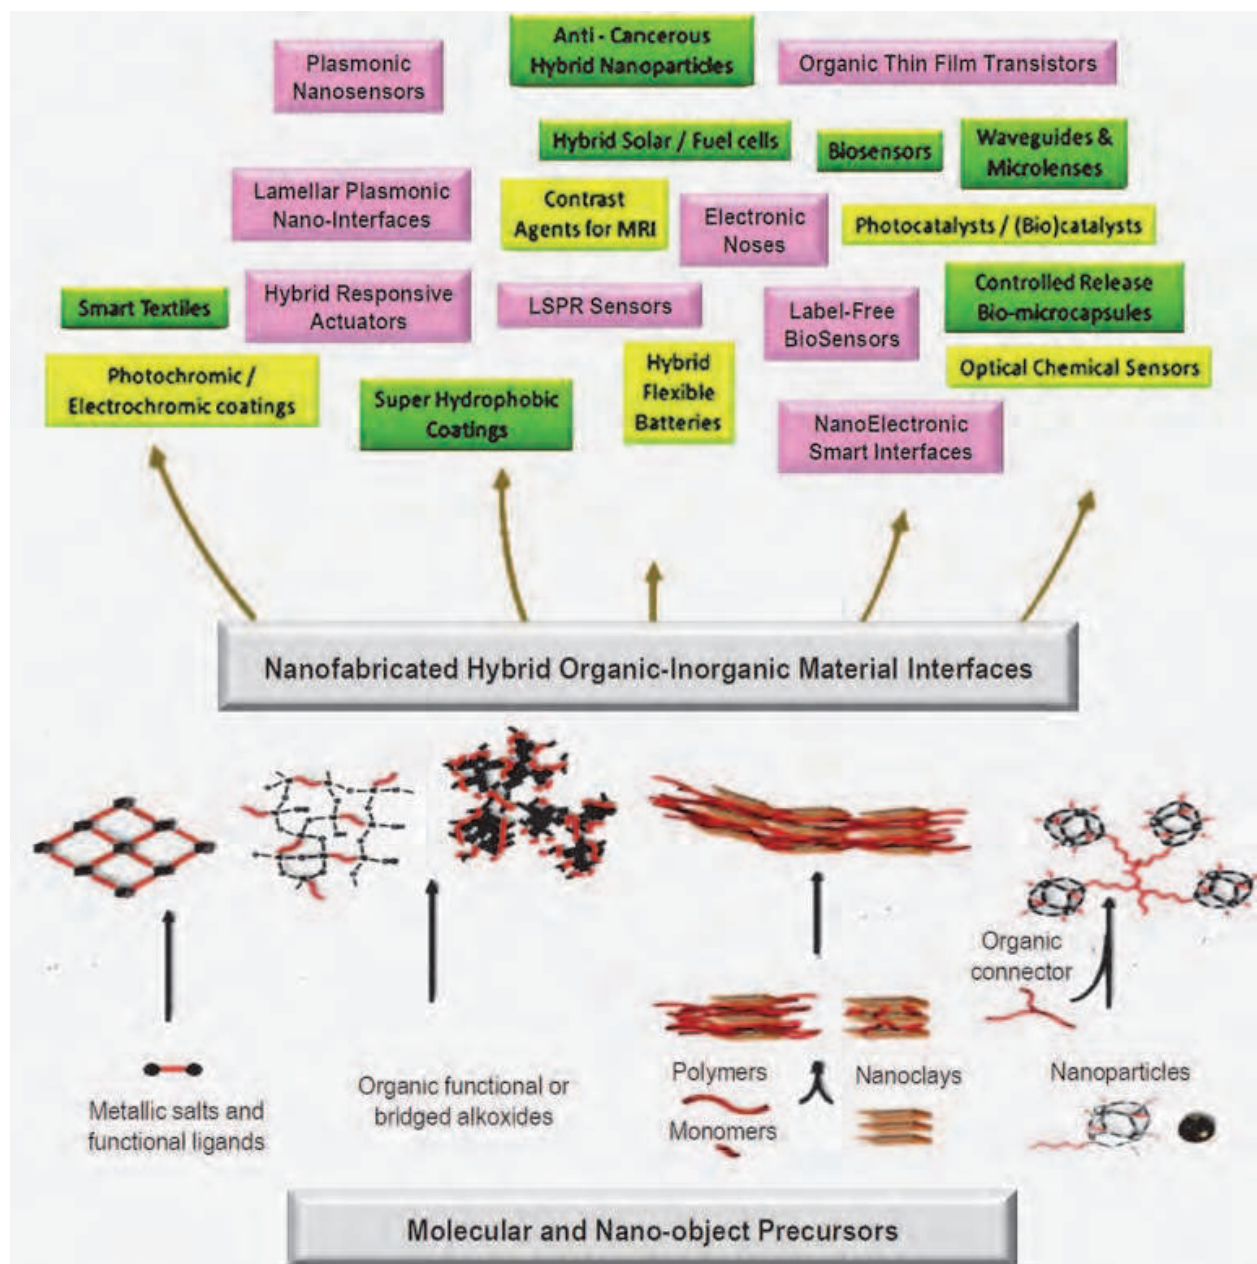 Anti - Cancerous
Hybrid Nanoparticles
Plasmonic
Nanosensors
Organic Thin Film Transistors
Hybrid Solar / Fuel cells
Biosensors
Waveguides &
Microlenses
Lamellar Plasmonic
Nano-Interfaces
Contrast
Agents for MRI
Electronic
Noses
Photocatalysts / (Bio)catalysts
Smart Textiles
Hybrid Responsive
Actuators
LSPR Sensors
Label-Free
BioSensors
Controlled Release
Bio-microcapsules
Photochromic /
Electrochromic coatings
Super Hydrophobic
Coatings
Hybrid
Flexible
Batteries
Optical Chemical Sensors
NanoElectronic
Smart Interfaces
Nanofabricated Hybrid Organic-Inorganic Material Interfaces
Organic
connector
Metallic salts and
functional ligands
Organic functional or
bridged alkoxides
Polymers
Monomers
Nanoclays
Nanoparticles
Molecular and Nano-object Precursors